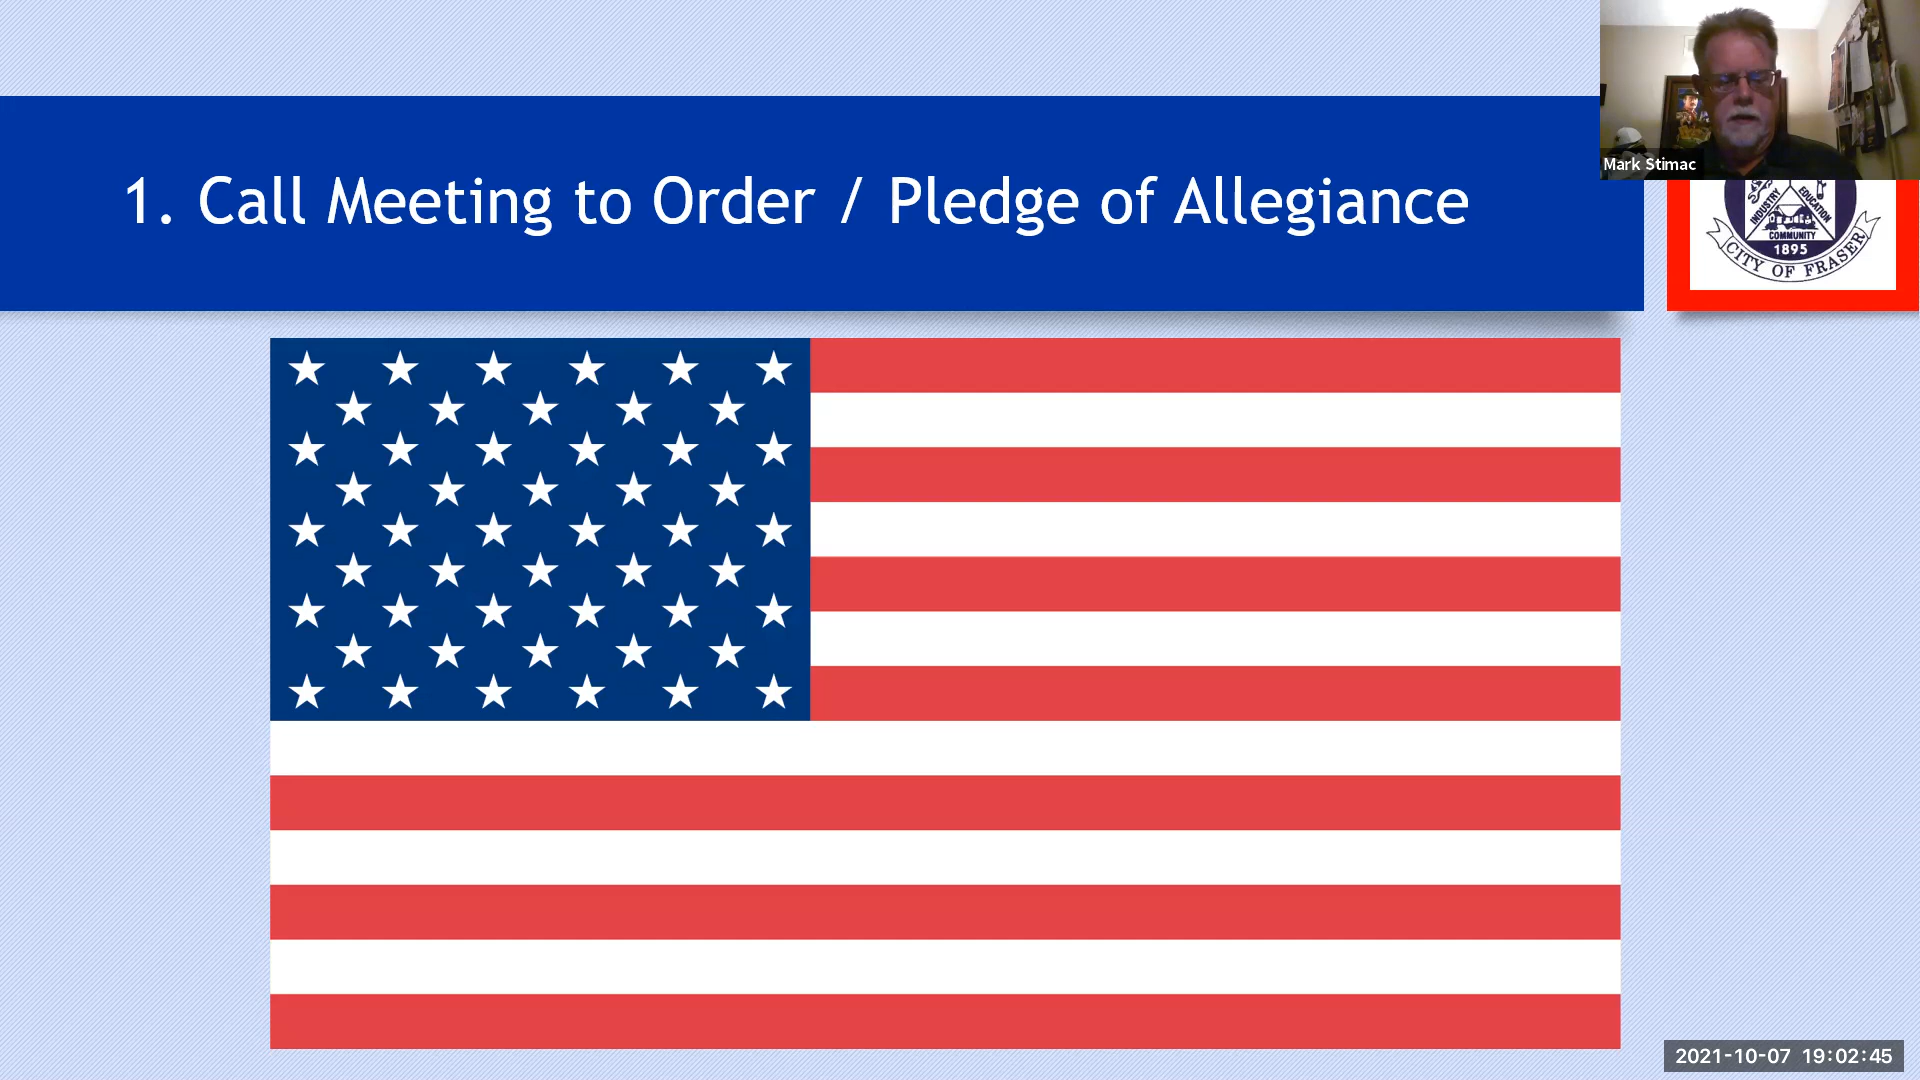 1. Call Meeting to Order / Pledge of Allegiance
Mark Stimac
INDUSTRY
EDUCATION
COMMUNITY
1895
CITY OF FRASER
2021-10-07 19:02:45